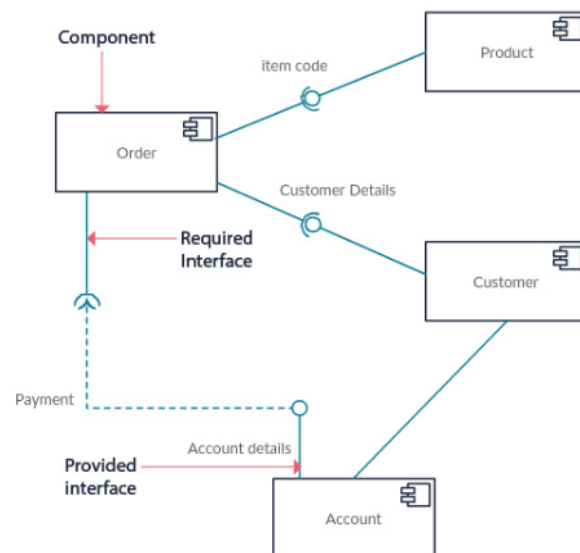 Component
Product
item code
Order
Customer Details
Required
Interface
Customer
Payment
Account details
Provided
interface
Account